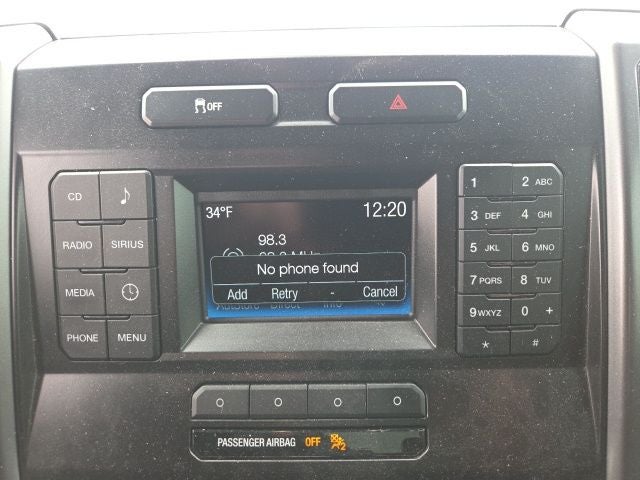 OFF
CD
RADIO SIRIUS
MEDIA
PHONE MENU
34°F 12:20
98.3
No phone found
Add Retry - Cancel
1 2 ABC
3 DEF 4 GHI
5 JKL 6 MNO
7 PQRS 8 TUV
9 WXYZ 0 +
* #
PASSENGER AIRBAG OFF 2